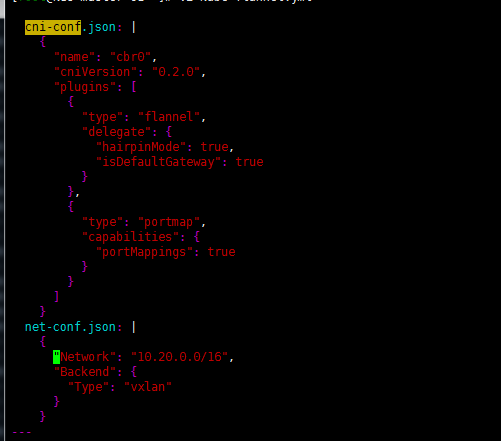 cni-conf.json: |
{
"name": "cbr0",
"cniVersion": "0.2.0",
"plugins": [
{
"type": "flannel",
"delegate": {
"hairpinMode": true,
"isDefaultGateway": true
}
},
{
"type": "portmap",
"capabilities": {
"portMappings": true
}
}
]
}
net-conf.json: |
{
"Network": "10.20.0.0/16",
"Backend": {
"Type": "vxlan"
}
}
---